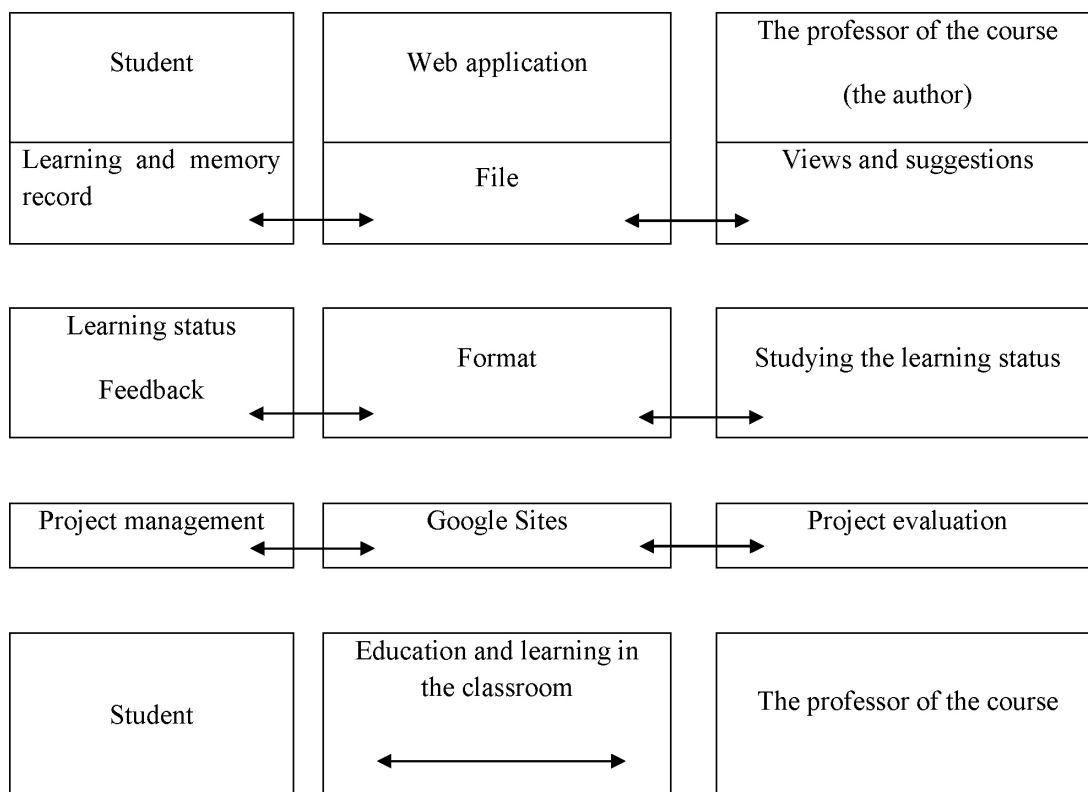 Student
Web application
The professor of the course
(the author)
Learning and memory
record
File
Views and suggestions
Learning status
Feedback
Format
Studying the learning status
Project management
Google Sites
Project evaluation
Student
Education and learning in
the classroom
The professor of the course